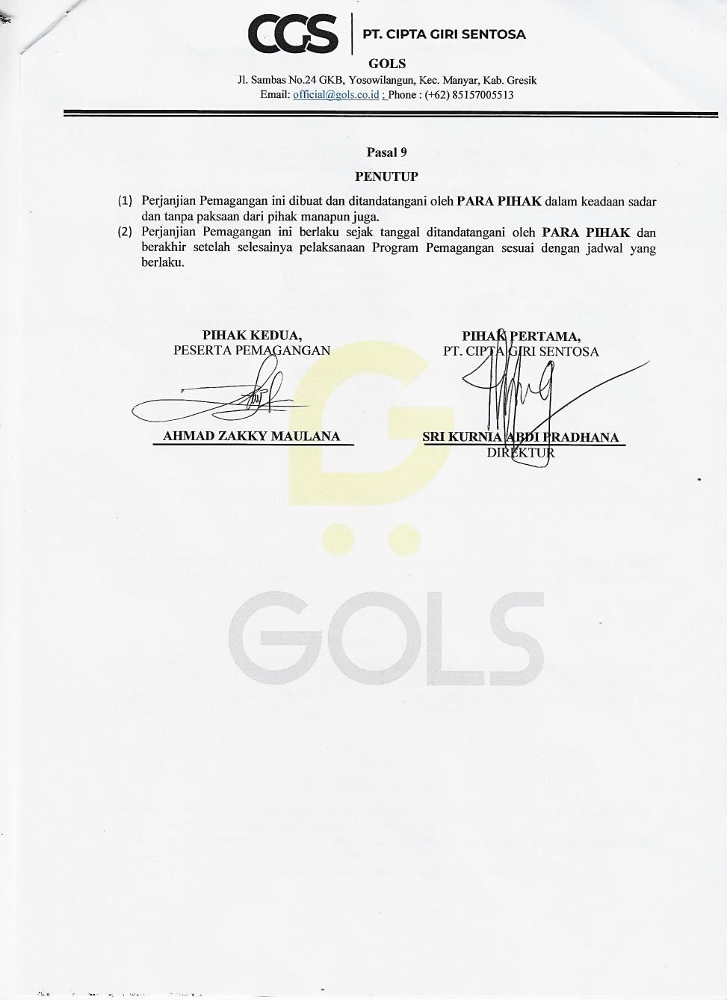 CGS
PT. CIPTA GIRI SENTOSA
GOLS
Jl. Sambas No.24 GKB, Yosowilangun, Kec. Manyar, Kab. Gresik
Email: official@gols.co.id ; Phone : (+62) 85157005513
Pasal 9
PENUTUP
(1) Perjanjian Pemagangan ini dibuat dan ditandatangani oleh PARA PIHAK dalam keadaan sadar
dan tanpa paksaan dari pihak manapun juga.
(2) Perjanjian Pemagangan ini berlaku sejak tanggal ditandatangani oleh PARA PIHAK dan
berakhir setelah selesainya pelaksanaan Program Pemagangan sesuai dengan jadwal yang
berlaku.
PIHAK KEDUA,
PESERTA PEMAGANGAN
AHMAD ZAKKY MAULANA
PIHAK PERTAMA,
PT. CIPTA GIRI SENTOSA
SRI KURNIA ABDI PRADHANA
DIREKTUR
GOLS